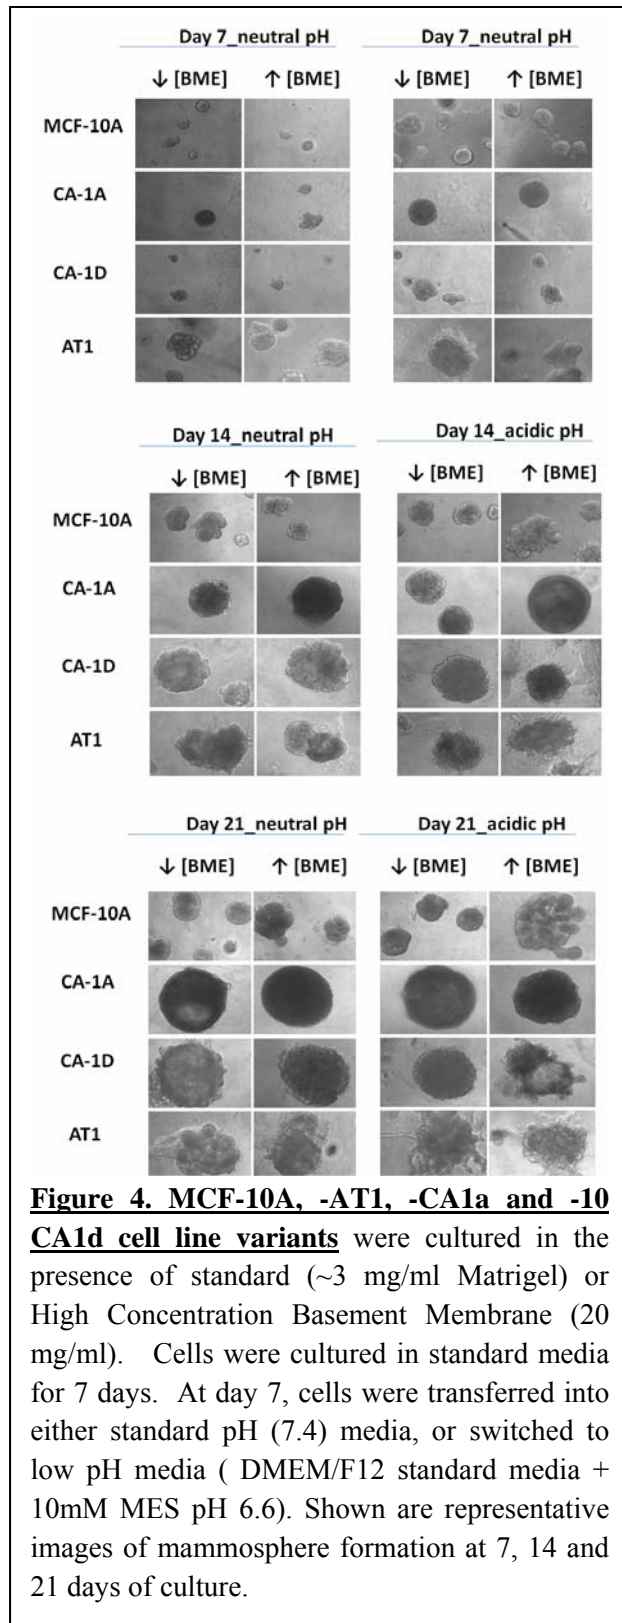 Day 7_neutral pH Day 7_neutral pH
↓ [BME] ↑ [BME] ↓ [BME] ↑ [BME]
MCF-10A
CA-1A
CA-1D
AT1
Day 14_neutral pH Day 14_acidic pH
↓ [BME] ↑ [BME] ↓ [BME] ↑ [BME]
MCF-10A
CA-1A
CA-1D
AT1
Day 21_neutral pH Day 21_acidic pH
↓ [BME] ↑ [BME] ↓ [BME] ↑ [BME]
MCF-10A
CA-1A
CA-1D
AT1
Figure 4. MCF-10A, -AT1, -CA1a and -10
CA1d cell line variants were cultured in the
presence of standard (~3 mg/ml Matrigel) or
High Concentration Basement Membrane (20
mg/ml). Cells were cultured in standard media
for 7 days. At day 7, cells were transferred into
either standard pH (7.4) media, or switched to
low pH media ( DMEM/F12 standard media +
10mM MES pH 6.6). Shown are representative
images of mammosphere formation at 7, 14 and
21 days of culture.